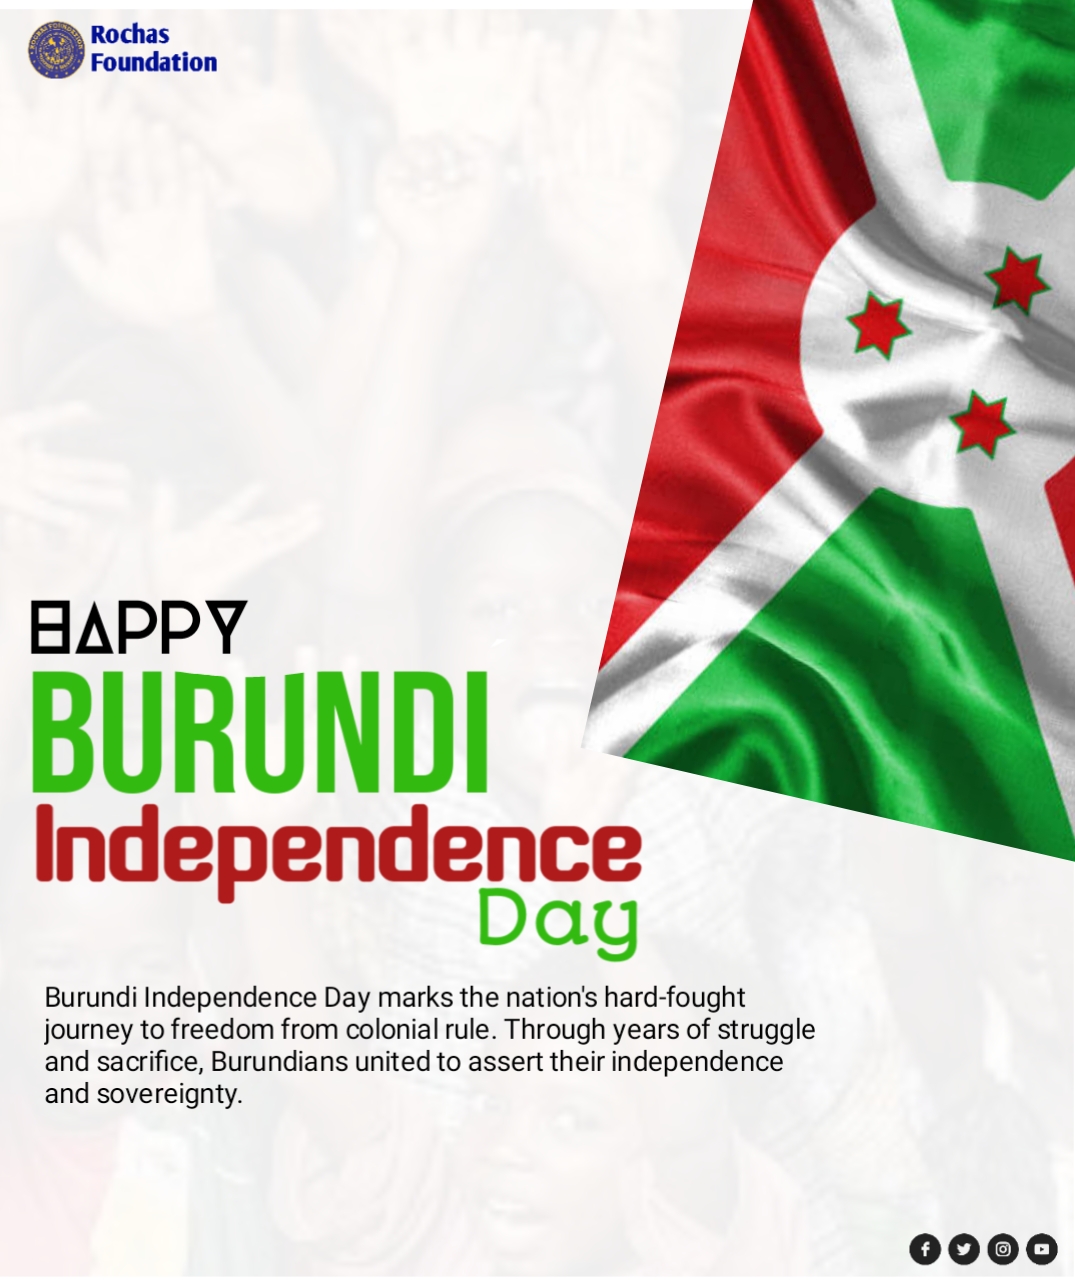 Rochas
Foundation
HAPPY
BURUNDI
Independence
Day
Burundi Independence Day marks the nation's hard-fought
journey to freedom from colonial rule. Through years of struggle
and sacrifice, Burundians united to assert their independence
and sovereignty.